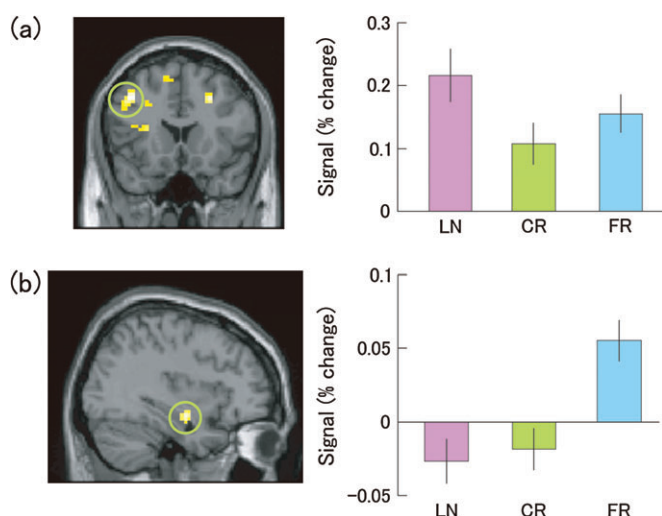 (a)
Signal (% change)
0.3
0.2
0.1
0
LN CR FR
(b)
Signal (% change)
0.1
0.05
0
−0.05
LN CR FR